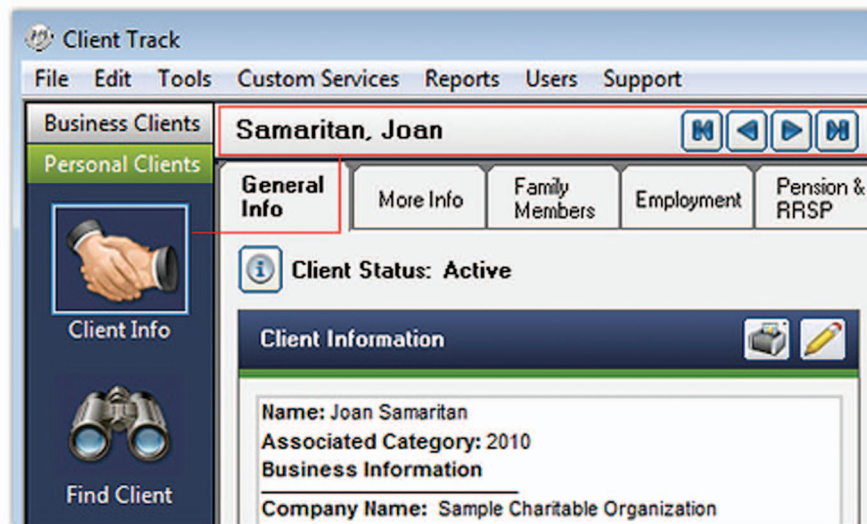 Client Track
File Edit Tools Custom Services Reports Users Support
Business Clients
Personal Clients
Client Info
Find Client
Samaritan, Joan
General
Info
More Info
Family
Members
Employment
Pension &
RRSP
Client Status: Active
Client Information
Name: Joan Samaritan
Associated Category: 2010
Business Information
Company Name: Sample Charitable Organization